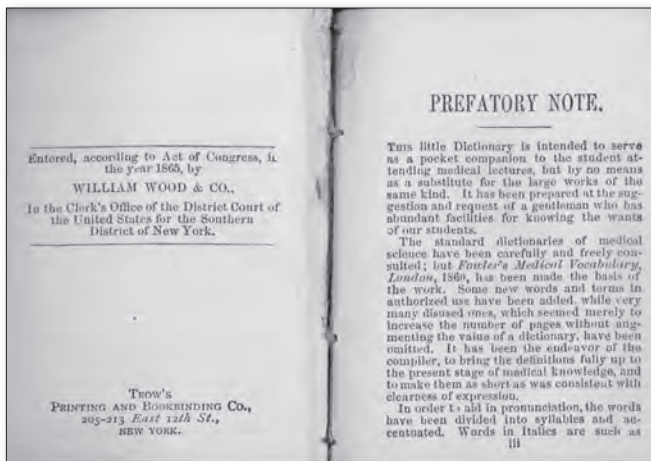 Entered, according to Act of Congress, in
the year 1865, by
WILLIAM WOOD & CO.,
In the Clerk's Office of the District Court of
the United States for the Southern
District of New York.
TROW'S
PRINTING AND BOOKBINDING CO.,
205-213 East 12th St.,
NEW YORK.
PREFATORY NOTE.
THIS little Dictionary is intended to serve
as a pocket companion to the student at-
tending medical lectures, but by no means
as a substitute for the large works of the
same kind. It has been prepared at the sug-
gestion and request of a gentleman who has
abundant facilities for knowing the wants
of our students.
The standard dictionaries of medical
science have been carefully and freely con-
sulted; but Fowler's Medical Vocabulary,
London, 1860, has been made the basis of
the work. Some new words and terms in
authorized use have been added, while very
many disused ones, which seemed merely to
increase the number of pages without aug-
menting the value of a dictionary, have been
omitted. It has been the endeavor of the
compiler, to bring the definitions fully up to
the present stage of medical knowledge, and
to make them as short as was consistent with
clearness of expression.
In order to aid in pronunciation, the words
have been divided into syllables and ac-
centuated. Words in Italics are such as
iii